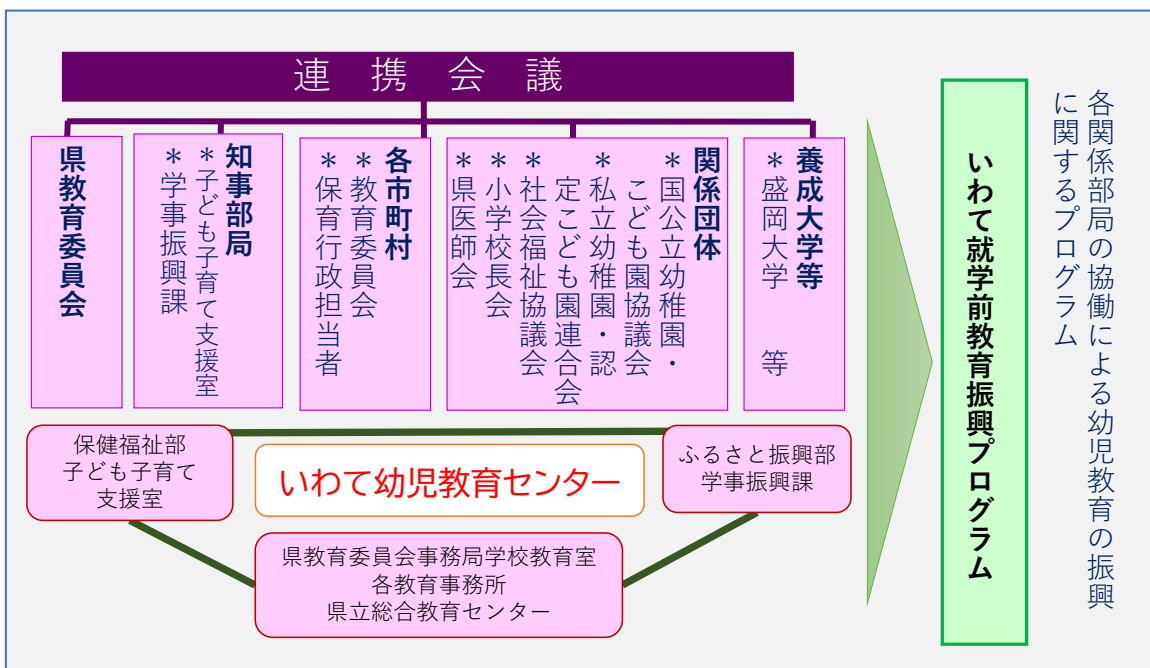 連携会議
県教育委員会
知事部局
＊子ども子育て支援室
＊学事振興課
各市町村
＊教育委員会
＊保育行政担当者
関係団体
＊国公立幼稚園・
こども園協議会
＊私立幼稚園・認
定こども園連合会
＊社会福祉協議会
＊小学校長会
＊県医師会
養成大学等
＊盛岡大学　等
保健福祉部
子ども子育て
支援室
いわて幼児教育センター
ふるさと振興部
学事振興課
県教育委員会事務局学校教育室
各教育事務所
県立総合教育センター
いわて就学前教育振興プログラム
各関係部局の協働による幼児教育の振興
に関するプログラム